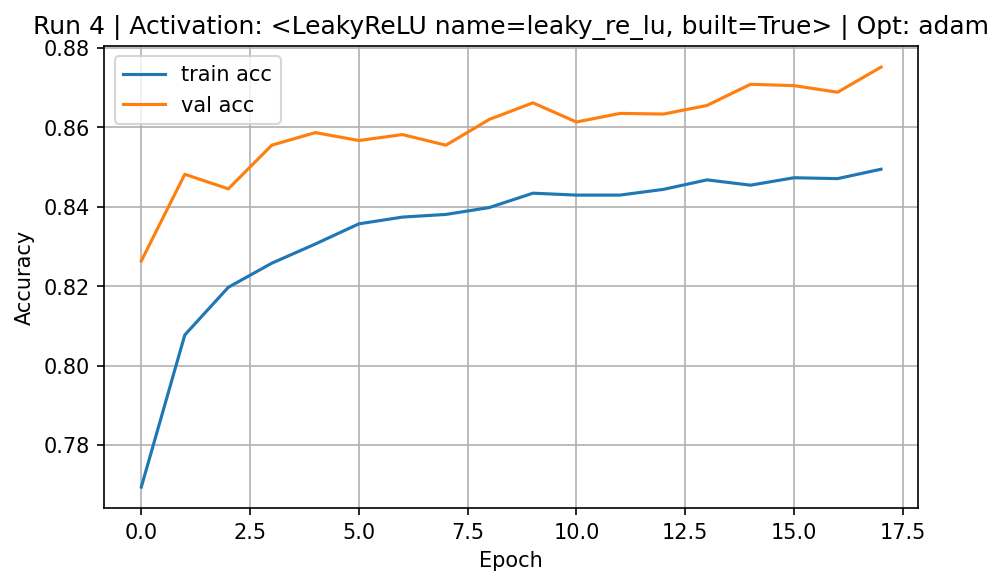 Run 4 | Activation: <LeakyReLU name=leaky_re_lu, built=True> | Opt: adam
train acc
val acc
0.88
0.86
0.84
0.82
0.80
0.78
Accuracy
0.0 2.5 5.0 7.5 10.0 12.5 15.0 17.5
Epoch